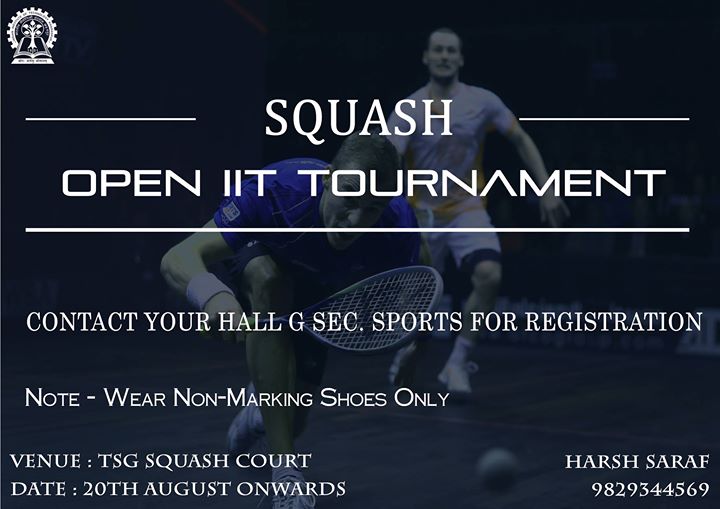 SQUASH
OPEN IIT TOURNAMENT
CONTACT YOUR HALL G SEC. SPORTS FOR REGISTRATION
NOTE - WEAR NON-MARKING SHOES ONLY
VENUE : TSG SQUASH COURT
DATE : 20TH AUGUST ONWARDS
HARSH SARAF
9829344569